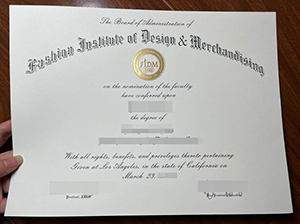 The Board of Administration of
Fashion Institute of Design & Merchandising
FIDM
on the nomination of the faculty
have conferred upon
the degree of
With all rights, benefits, and privileges thereto pertaining
Given at Los Angeles, in the state of California on
March 23,